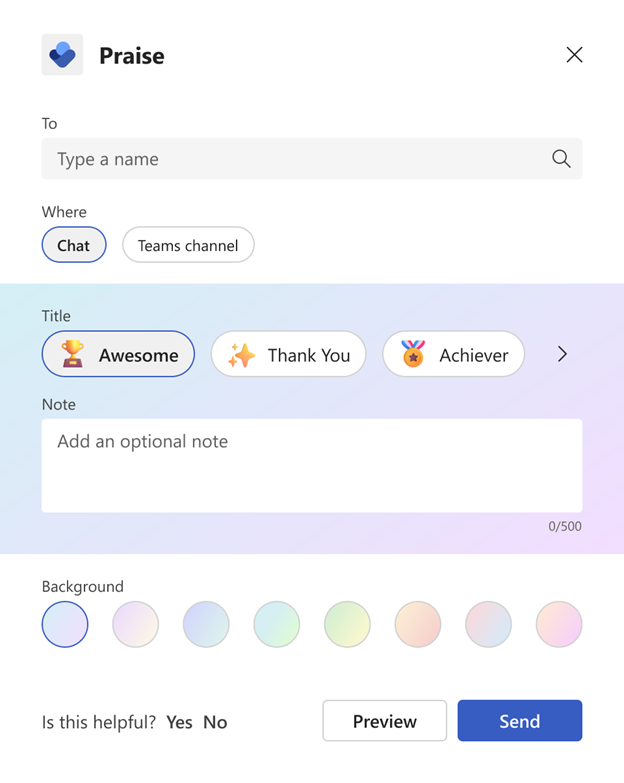 Praise
To
Type a name
Where
Chat Teams channel
Title
Awesome Thank You Achiever
Note
Add an optional note
0/500
Background
Is this helpful? Yes No Preview Send